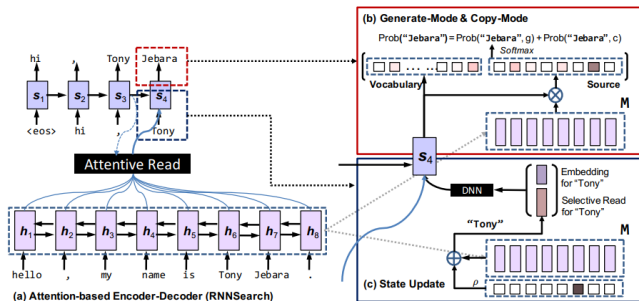 (b) Generate-Mode & Copy-Mode
Prob(“Jebara”) = Prob(“Jebara”, g) + Prob(“Jebara”, c)
Softmax
Vocabulary
Source
M
hi , Tony Jebara
s1 s2 s3 s4
<eos> hi , Tony
Attentive Read
h1 h2 h3 h4 h5 h6 h7 h8
hello , my name is Tony Jebara .
(a) Attention-based Encoder-Decoder (RNNSearch)
s4
DNN
Embedding
for “Tony”
Selective Read
for “Tony”
“Tony”
M
ρ
(c) State Update